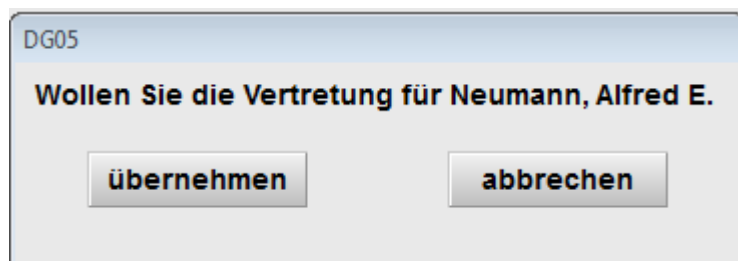 DG05
Wollen Sie die Vertretung für Neumann, Alfred E.
übernehmen abbrechen